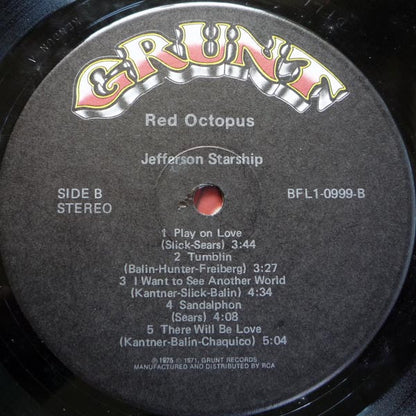 GRUNT
Red Octopus
Jefferson Starship
SIDE B
STEREO
BFL1-0999-B
1 Play on Love
(Slick-Sears) 3:44
2 Tumblin
(Balin-Hunter-Freiberg) 3:27
3 I Want to See Another World
(Kantner-Slick-Balin) 4:34
4 Sandalphon
(Sears) 4:08
5 There Will Be Love
(Kantner-Balin-Chaquico) 5:04
℗ 1975 © 1971, GRUNT RECORDS
MANUFACTURED AND DISTRIBUTED BY RCA